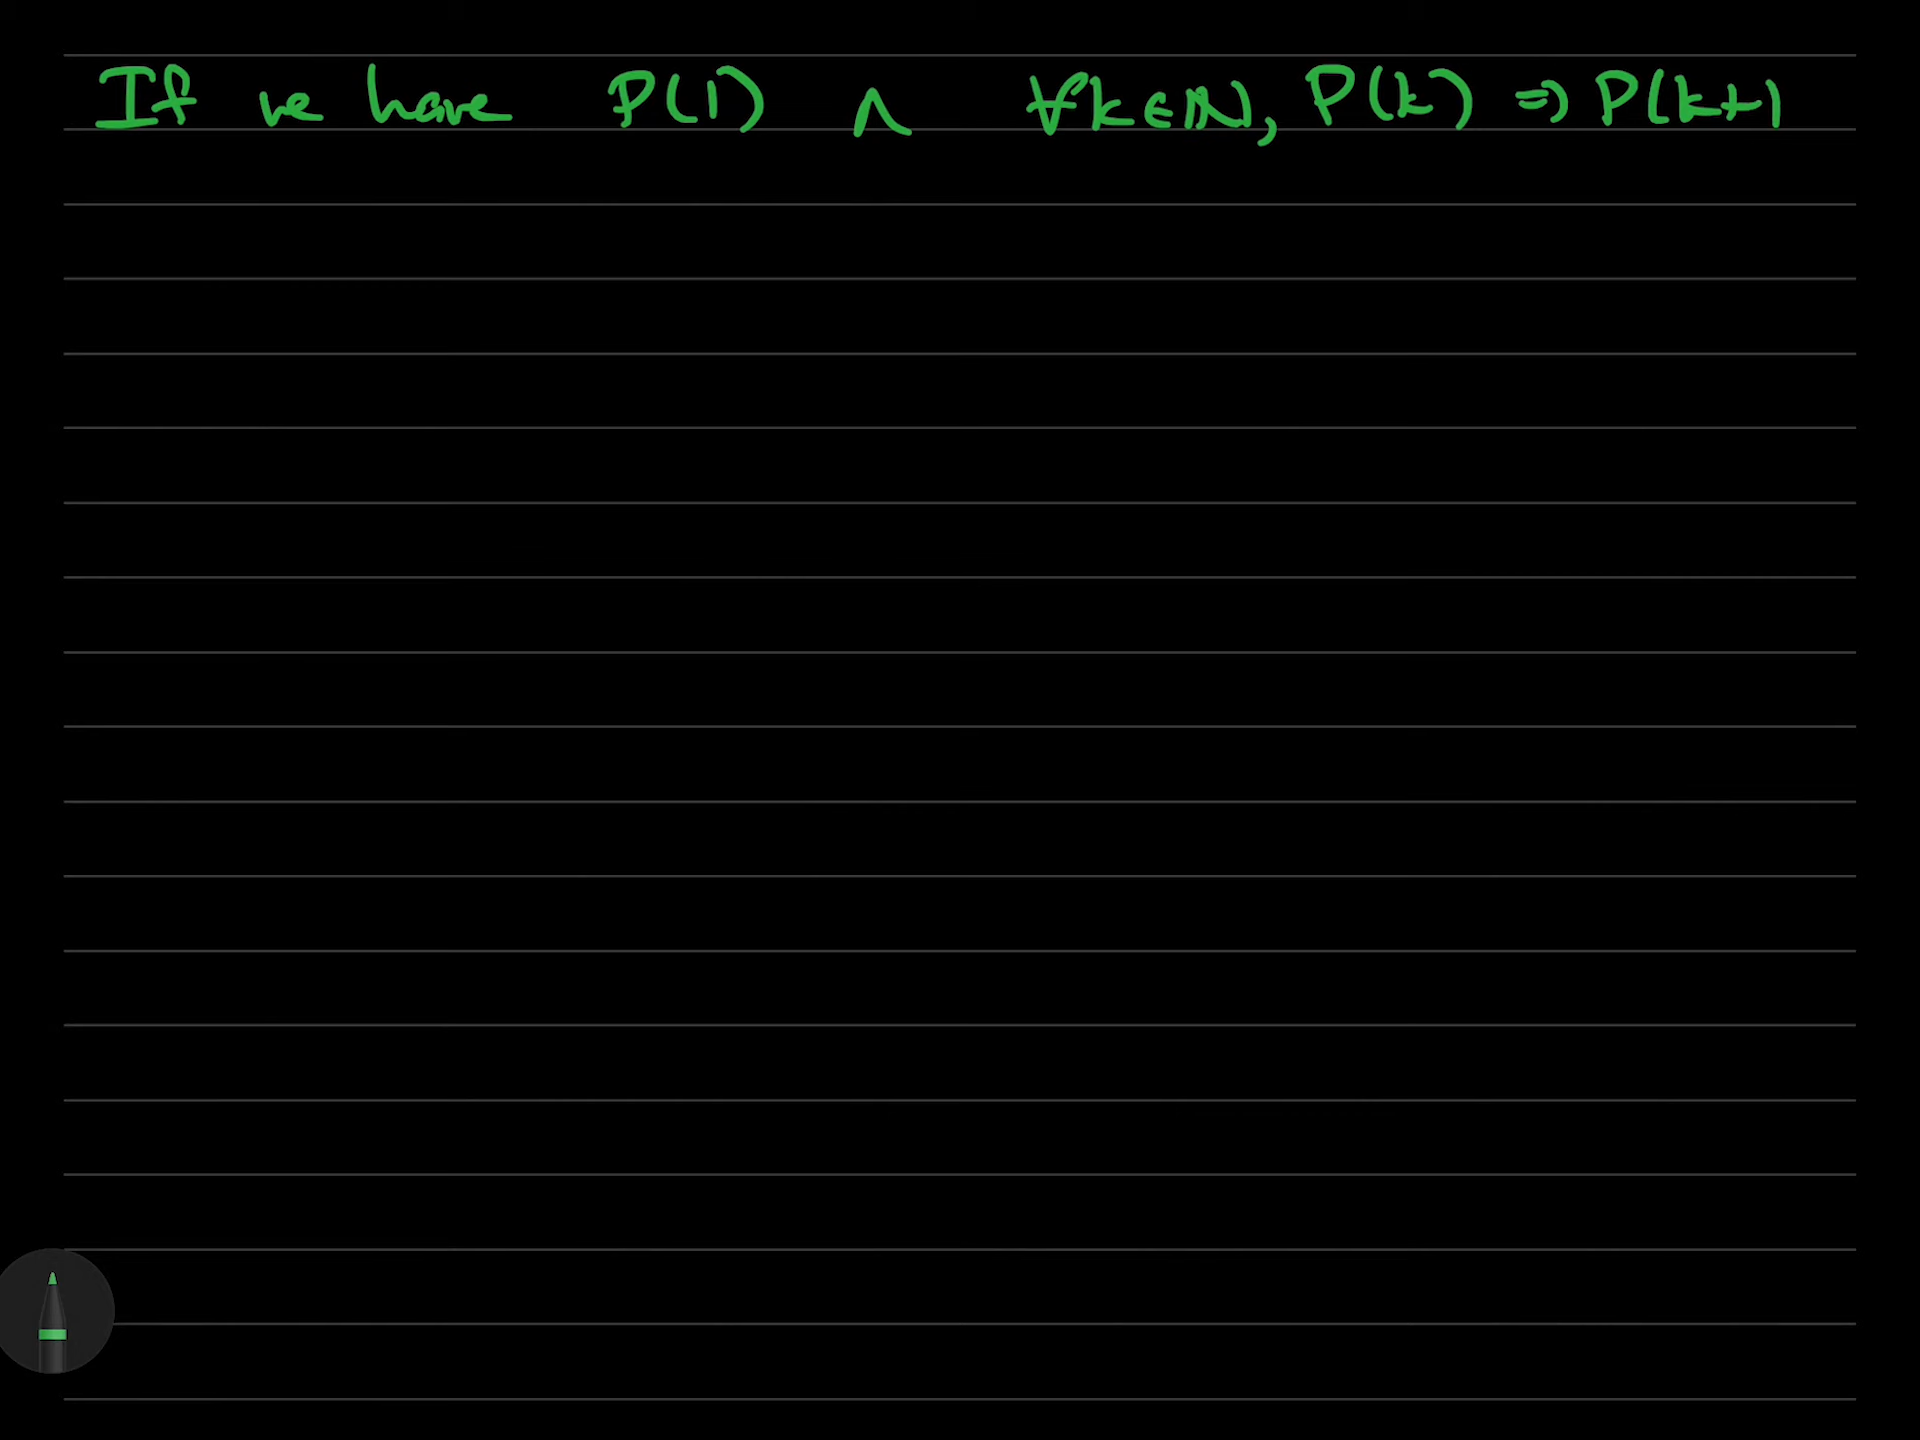 If we have P(1) ∧ ∀k∈ℕ, P(k) ⇒ P(k+1